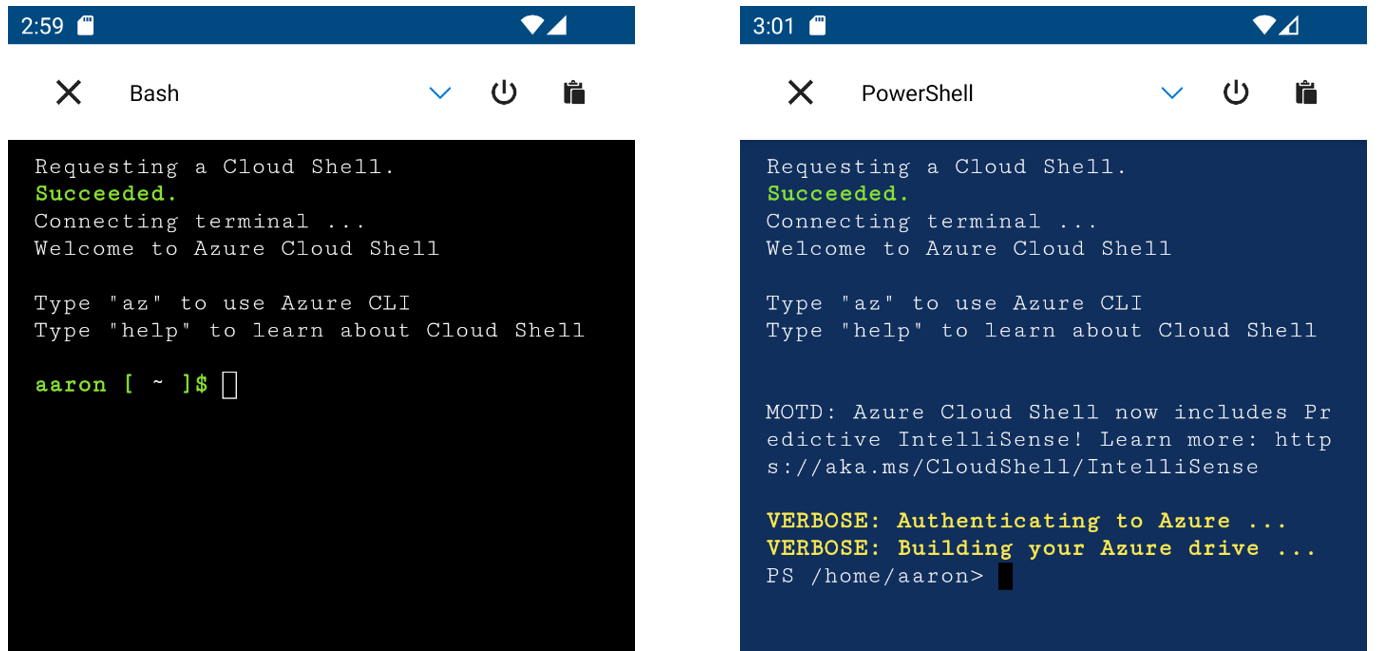 2:59
Bash
Requesting a Cloud Shell.
Succeeded.
Connecting terminal ...
Welcome to Azure Cloud Shell
Type "az" to use Azure CLI
Type "help" to learn about Cloud Shell
aaron [ ~ ]$
3:01
PowerShell
Requesting a Cloud Shell.
Succeeded.
Connecting terminal ...
Welcome to Azure Cloud Shell
Type "az" to use Azure CLI
Type "help" to learn about Cloud Shell
MOTD: Azure Cloud Shell now includes Pr
edictive IntelliSense! Learn more: http
s://aka.ms/CloudShell/IntelliSense
VERBOSE: Authenticating to Azure ...
VERBOSE: Building your Azure drive ...
PS /home/aaron>